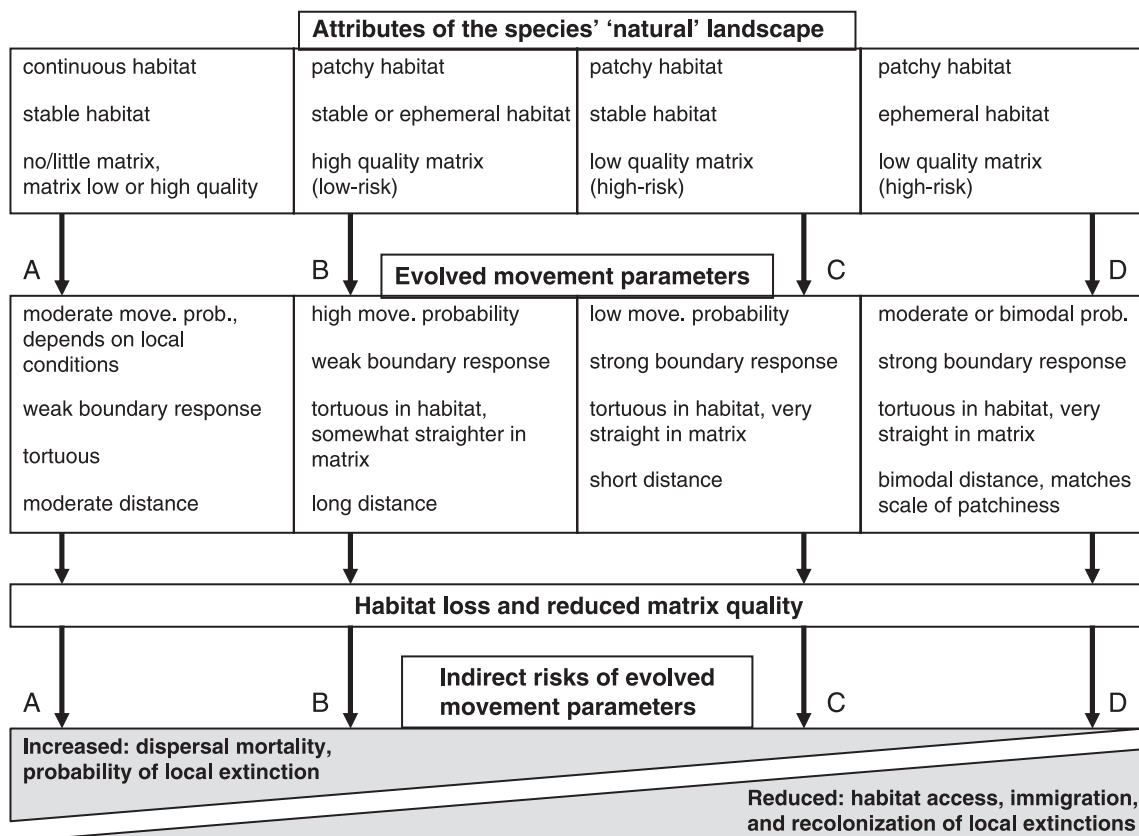 Attributes of the species’ ‘natural’ landscape
continuous habitat
stable habitat
no/little matrix,
matrix low or high quality
patchy habitat
stable or ephemeral habitat
high quality matrix
(low-risk)
patchy habitat
stable habitat
low quality matrix
(high-risk)
patchy habitat
ephemeral habitat
low quality matrix
(high-risk)
A
B
C
D
Evolved movement parameters
moderate move. prob.,
depends on local
conditions
weak boundary response
tortuous
moderate distance
high move. probability
weak boundary response
tortuous in habitat,
somewhat straighter in
matrix
long distance
low move. probability
strong boundary response
tortuous in habitat, very
straight in matrix
short distance
moderate or bimodal prob.
strong boundary response
tortuous in habitat, very
straight in matrix
bimodal distance, matches
scale of patchiness
Habitat loss and reduced matrix quality
A
B
C
D
Indirect risks of evolved
movement parameters
Increased: dispersal mortality,
probability of local extinction
Reduced: habitat access, immigration,
and recolonization of local extinctions